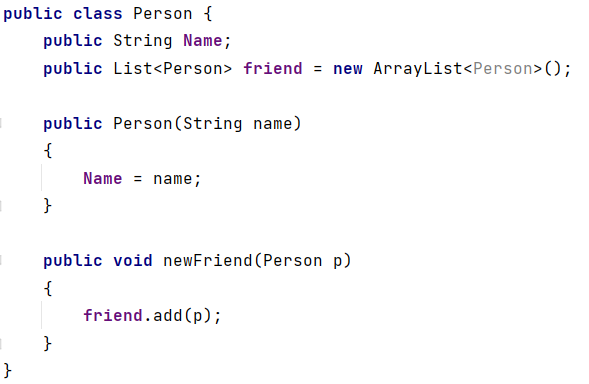 public class Person {
    public String Name;
    public List<Person> friend = new ArrayList<Person>();
    public Person(String name)
    {
        Name = name;
    }
    public void newFriend(Person p)
    {
        friend.add(p);
    }
}